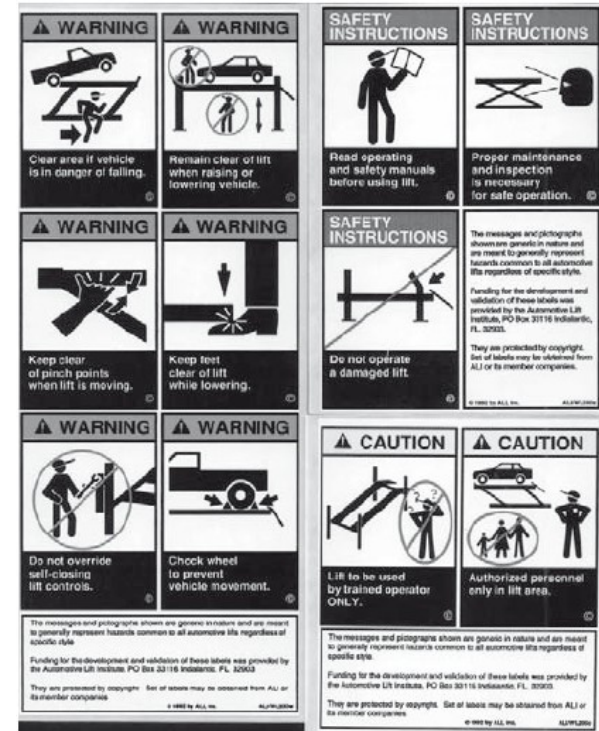 WARNING
Clear area if vehicle
is in danger of falling.
©
WARNING
Remain clear of lift
when raising or
lowering vehicle.
©
WARNING
Keep clear
of pinch points
when lift is moving.
©
WARNING
Keep feet
clear of lift
while lowering.
©
WARNING
Do not override
self-closing
lift controls.
©
WARNING
Chock wheel
to prevent
vehicle movement.
©
The messages and pictographs shown are generic in nature and are meant
to generally represent hazards common to all automotive lifts regardless of
specific style
Funding for the development and validation of these labels was provided by
the Automotive Lift Institute, PO Box 33116 Indialantic, FL 32903
They are protected by copyright Set of labels may be obtained from ALI or
its member companies
© 1992 by ALI, Inc.
SAFETY
INSTRUCTIONS
Read operating
and safety manuals
before using lift.
©
SAFETY
INSTRUCTIONS
Proper maintenance
and inspection
is necessary
for safe operation.
©
SAFETY
INSTRUCTIONS
Do not operate
a damaged lift.
The messages and pictographs
shown are generic in nature and
are meant to generally represent
hazards common to all automotive
lifts regardless of specific style.
Funding for the development and
validation of these labels was
provided by the Automotive Lift
Institute, PO Box 33116 Indialantic,
FL 32903.
They are protected by copyright.
Set of labels may be obtained from
ALI or its member companies.
© 1992 by ALI, Inc.
CAUTION
? ?
Lift to be used
by trained operator
ONLY.
©
CAUTION
Authorized personnel
only in lift area.
©
The messages and pictographs shown are generic in nature and are meant
to generally represent hazards common to all automotive lifts regardless of
specific style.
Funding for the development and validation of these labels was provided by
the Automotive Lift Institute, PO Box 33116 Indialantic, FL 32903.
They are protected by copyright. Set of labels may be obtained from ALI or
its member companies
© 1992 by ALI, Inc.